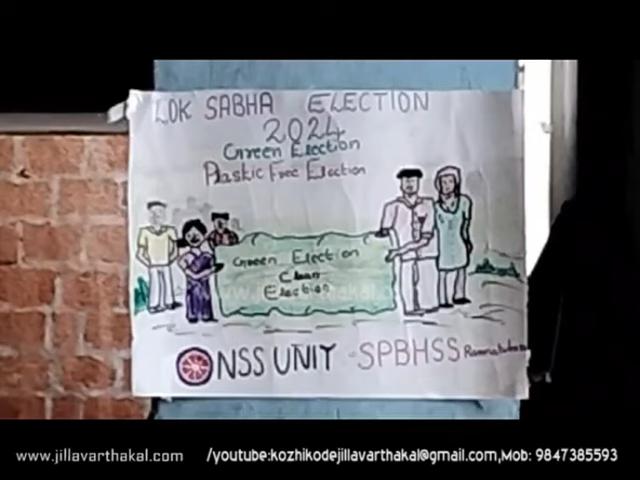 LOK SABHA ELECTION
2024
Green Election
Plastic Free Election
Green Election
Clean
Election
NSS UNIT - SPBHSS
www.jillavarthakal.com /youtube:kozhikodejillavarthakal@gmail.com,Mob: 9847385593